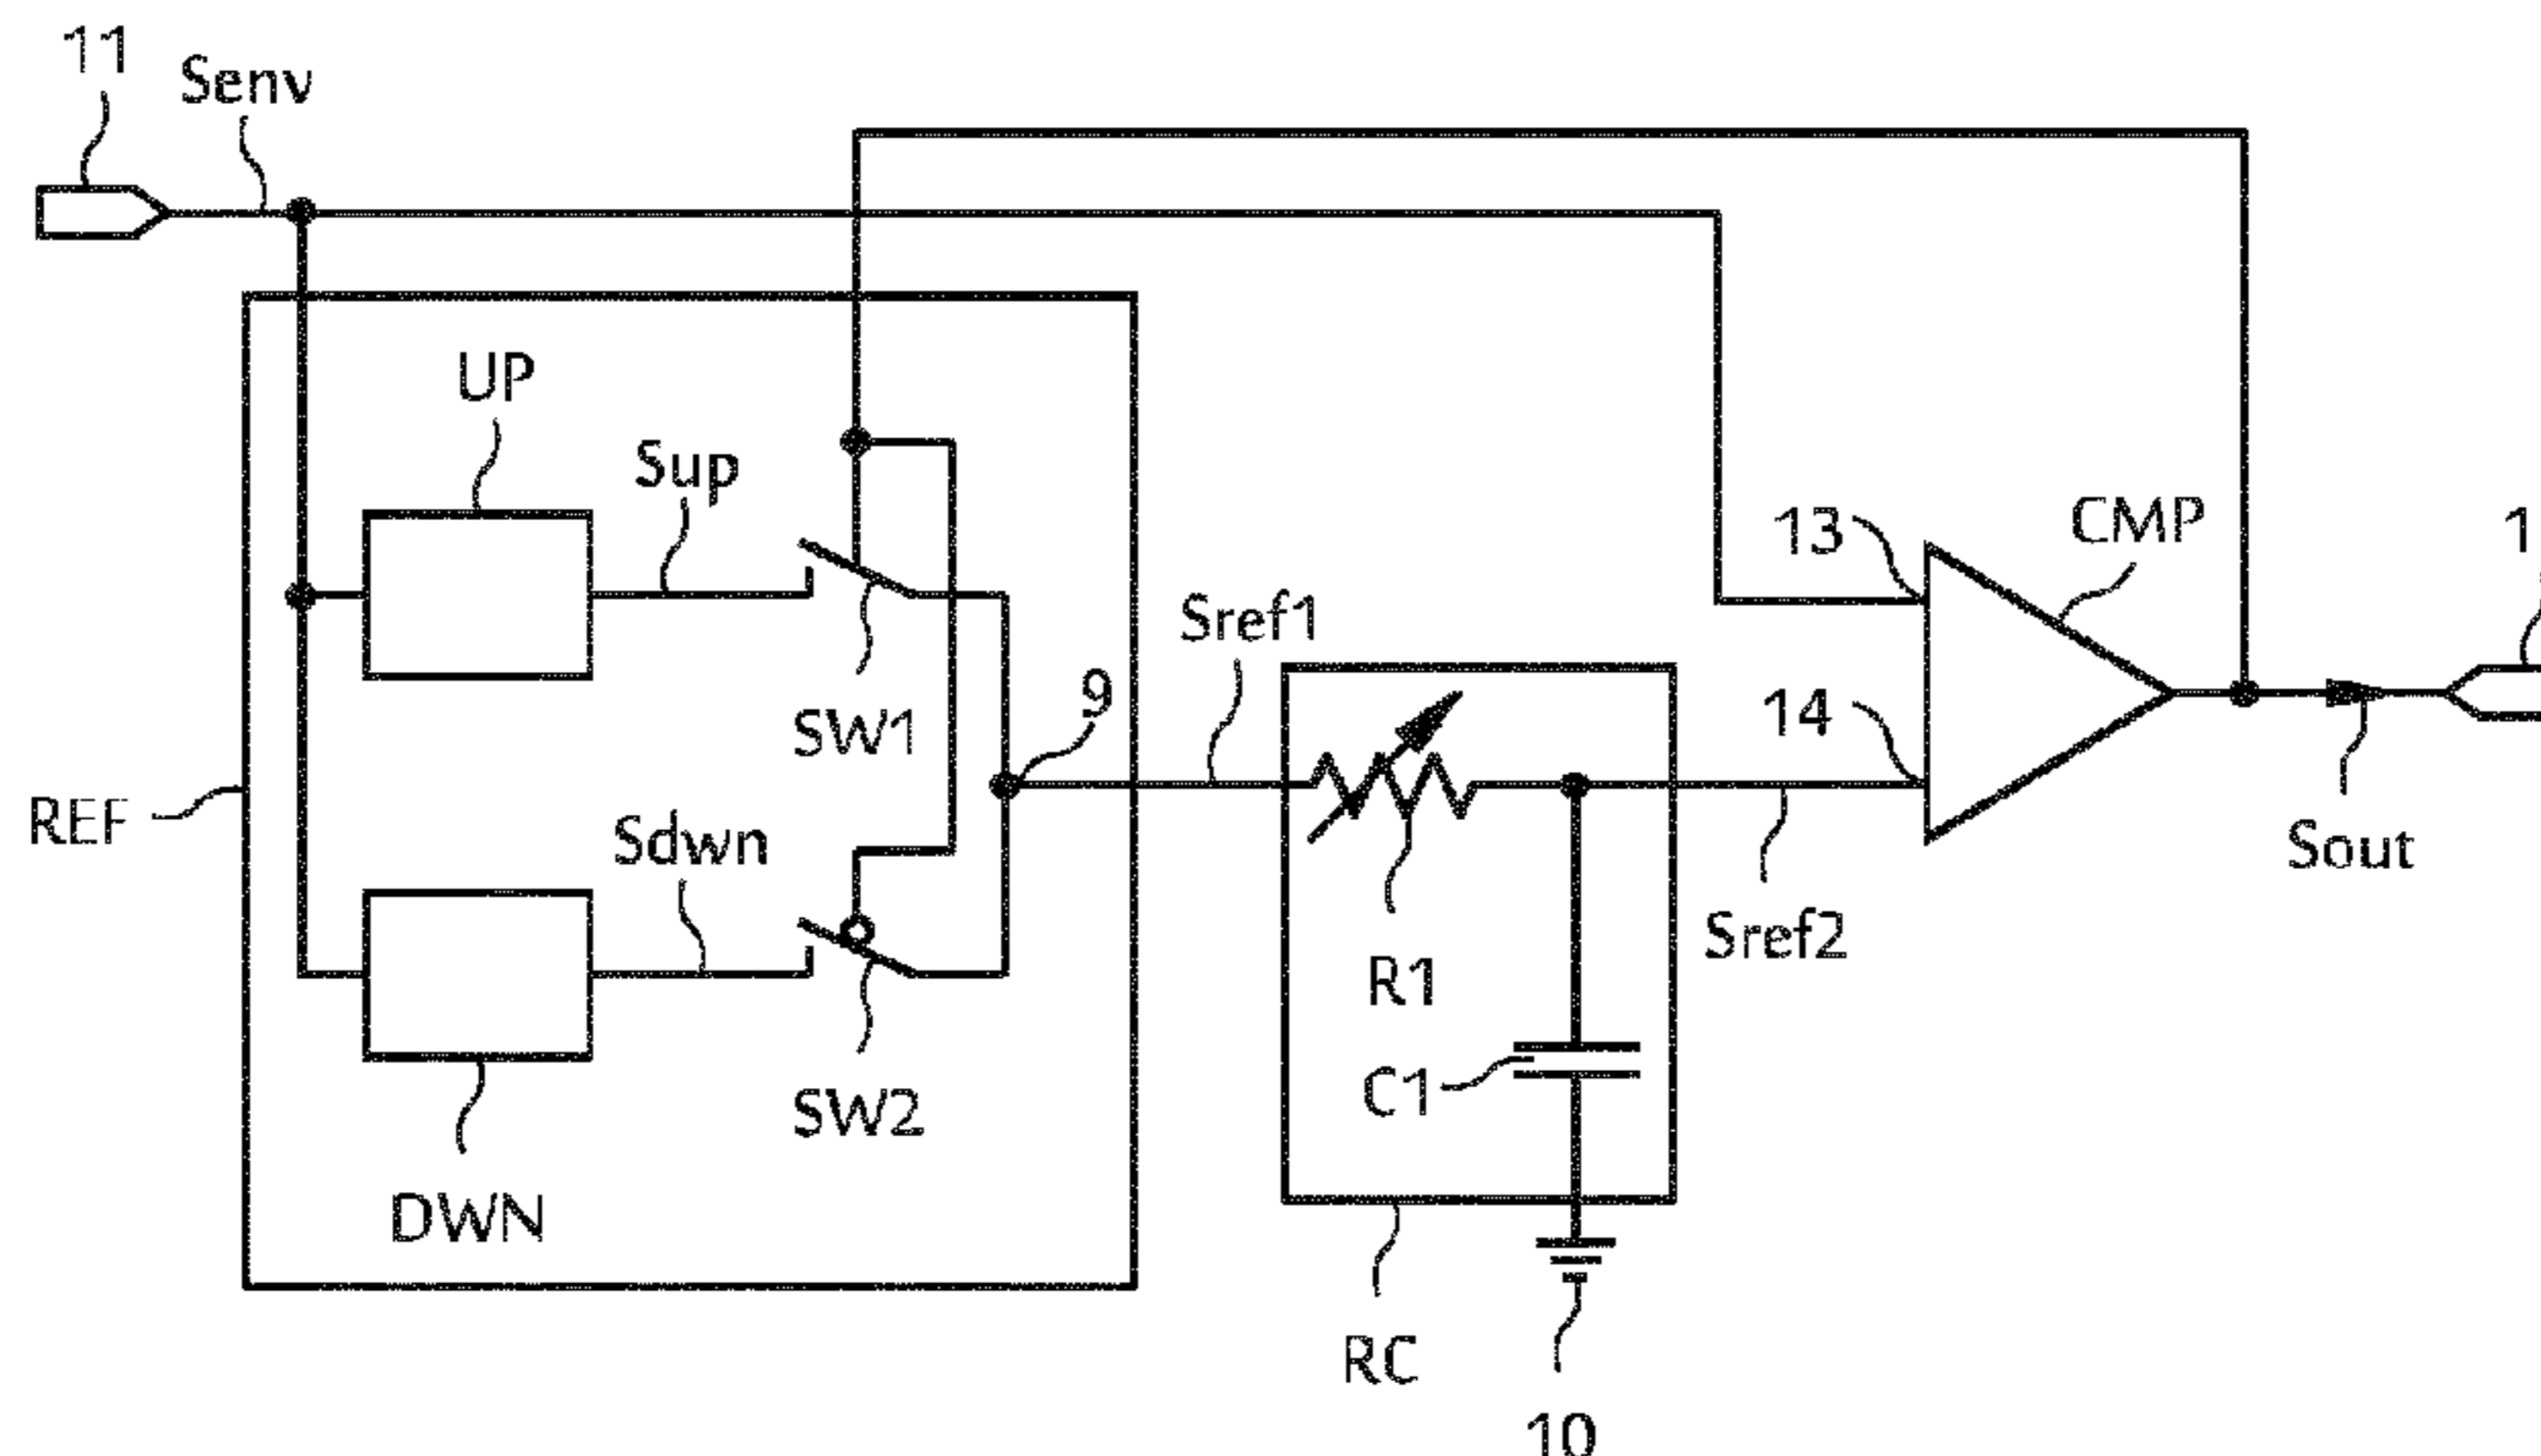 11
Senv
UP
Sup
SW1
REF
Sdwn
SW2
DWN
9
Sref1
R1
C1
RC
10
13
14
CMP
Sref2
Sout
1